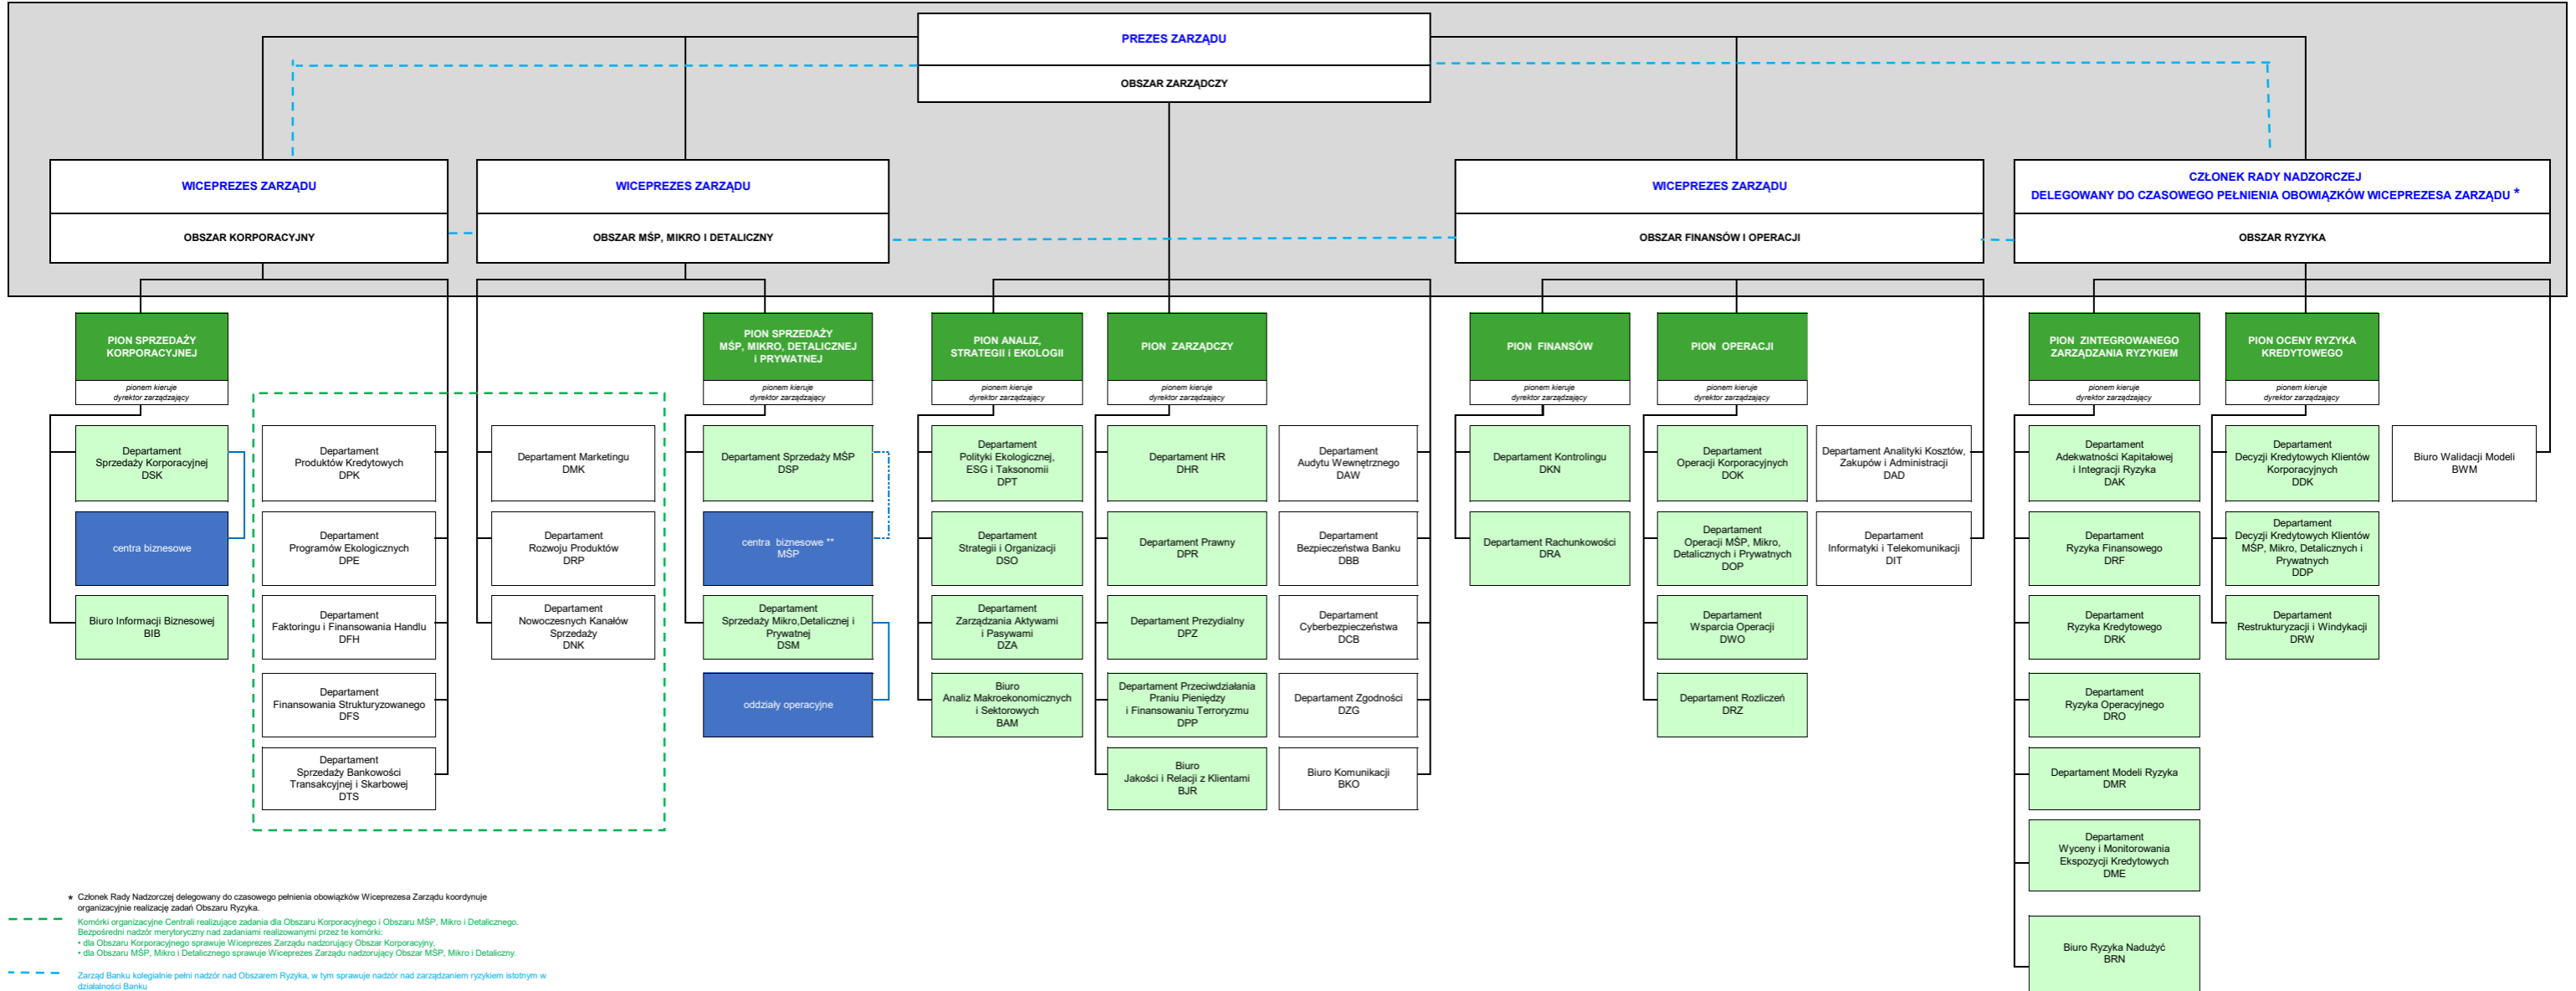 PREZES ZARZĄDU
OBSZAR ZARZĄDCZY
WICEPREZES ZARZĄDU
OBSZAR KORPORACYJNY
WICEPREZES ZARZĄDU
OBSZAR MŚP, MIKRO I DETALICZNY
WICEPREZES ZARZĄDU
OBSZAR FINANSÓW I OPERACJI
CZŁONEK RADY NADZORCZEJ
DELEGOWANY DO CZASOWEGO PEŁNIENIA OBOWIĄZKÓW WICEPREZESA ZARZĄDU *
OBSZAR RYZYKA
PION SPRZEDAŻY
KORPORACYJNEJ
pionem kieruje
dyrektor zarządzający
Departament
Sprzedaży Korporacyjnej
DSK
centra biznesowe
Biuro Informacji Biznesowej
BIB
Departament
Produktów Kredytowych
DPK
Departament
Programów Ekologicznych
DPE
Departament
Faktoringu i Finansowania Handlu
DFH
Departament
Finansowania Strukturyzowanego
DFS
Departament
Sprzedaży Bankowości
Transakcyjnej i Skarbowej
DTS
Departament Marketingu
DMK
Departament
Rozwoju Produktów
DRP
Departament
Nowoczesnych Kanałów
Sprzedaży
DNK
PION SPRZEDAŻY
MŚP, MIKRO, DETALICZNEJ
i PRYWATNEJ
pionem kieruje
dyrektor zarządzający
Departament Sprzedaży MŚP
DSP
centra biznesowe **
MŚP
Departament
Sprzedaży Mikro,Detalicznej i
Prywatnej
DSM
oddziały operacyjne
PION ANALIZ,
STRATEGII i EKOLOGII
pionem kieruje
dyrektor zarządzający
Departament
Polityki Ekologicznej,
ESG i Taksonomii
DPT
Departament
Strategii i Organizacji
DSO
Departament
Zarządzania Aktywami
i Pasywami
DZA
Biuro
Analiz Makroekonomicznych
i Sektorowych
BAM
PION ZARZĄDCZY
pionem kieruje
dyrektor zarządzający
Departament HR
DHR
Departament Prawny
DPR
Departament Prezydialny
DPZ
Departament Przeciwdziałania
Praniu Pieniędzy
i Finansowaniu Terroryzmu
DPP
Biuro
Jakości i Relacji z Klientami
BJR
Departament
Audytu Wewnętrznego
DAW
Departament
Bezpieczeństwa Banku
DBB
Departament
Cyberbezpieczeństwa
DCB
Departament Zgodności
DZG
Biuro Komunikacji
BKO
PION FINANSÓW
pionem kieruje
dyrektor zarządzający
Departament Kontrolingu
DKN
Departament Rachunkowości
DRA
PION OPERACJI
pionem kieruje
dyrektor zarządzający
Departament
Operacji Korporacyjnych
DOK
Departament
Operacji MŚP, Mikro,
Detalicznych i Prywatnych
DOP
Departament
Wsparcia Operacji
DWO
Departament Rozliczeń
DRZ
Departament Analityki Kosztów,
Zakupów i Administracji
DAD
Departament
Informatyki i Telekomunikacji
DIT
PION ZINTEGROWANEGO
ZARZĄDZANIA RYZYKIEM
pionem kieruje
dyrektor zarządzający
Departament
Adekwatności Kapitałowej
i Integracji Ryzyka
DAK
Departament
Ryzyka Finansowego
DRF
Departament
Ryzyka Kredytowego
DRK
Departament
Ryzyka Operacyjnego
DRO
Departament Modeli Ryzyka
DMR
Departament
Wyceny i Monitorowania
Ekspozycji Kredytowych
DME
Biuro Ryzyka Nadużyć
BRN
PION OCENY RYZYKA
KREDYTOWEGO
pionem kieruje
dyrektor zarządzający
Departament
Decyzji Kredytowych Klientów
Korporacyjnych
DDK
Departament
Decyzji Kredytowych Klientów
MŚP, Mikro, Detalicznych i
Prywatnych
DDP
Departament
Restrukturyzacji i Windykacji
DRW
Biuro Walidacji Modeli
BWM
* Członek Rady Nadzorczej delegowany do czasowego pełnienia obowiązków Wiceprezesa Zarządu koordynuje
organizacyjnie realizację zadań Obszaru Ryzyka.
Komórki organizacyjne Centrali realizujące zadania dla Obszaru Korporacyjnego i Obszaru MŚP, Mikro i Detalicznego.
Bezpośredni nadzór merytoryczny nad zadaniami realizowanymi przez te komórki:
• dla Obszaru Korporacyjnego sprawuje Wiceprezes Zarządu nadzorujący Obszar Korporacyjny,
• dla Obszaru MŚP, Mikro i Detalicznego sprawuje Wiceprezes Zarządu nadzorujący Obszar MŚP, Mikro i Detaliczny.
Zarząd Banku kolegialnie pełni nadzór nad Obszarem Ryzyka, w tym sprawuje nadzór nad zarządzaniem ryzykiem istotnym w
działalności Banku